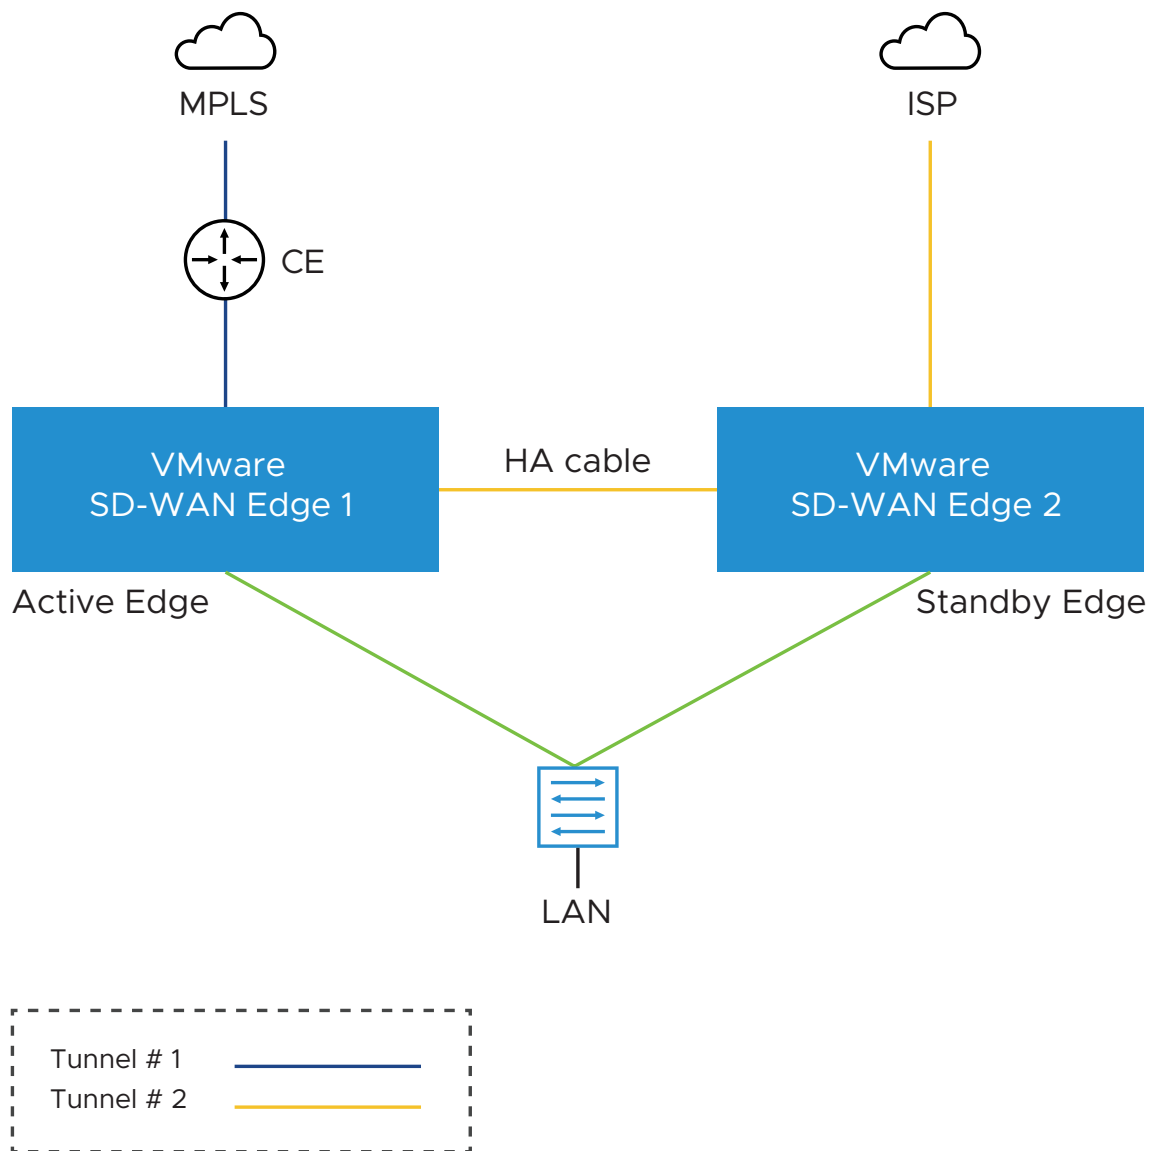 MPLS
ISP
CE
VMware
SD-WAN Edge 1
HA cable
VMware
SD-WAN Edge 2
Active Edge
Standby Edge
LAN
Tunnel # 1
Tunnel # 2